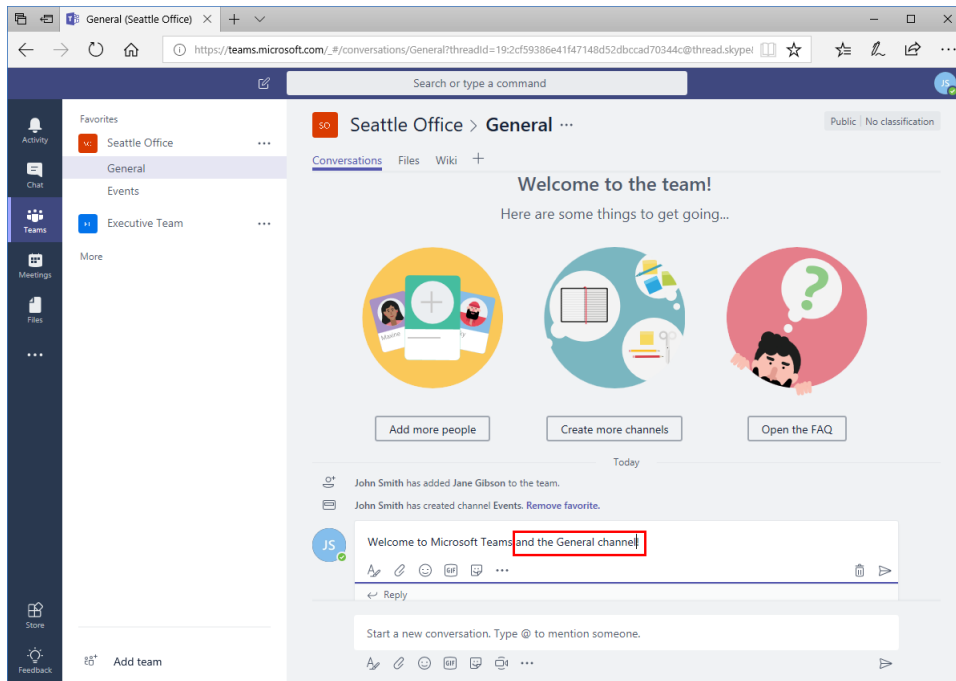 General (Seattle Office)
https://teams.microsoft.com/_#/conversations/General?threadId=19:2cf59386e41f47148d52dbccad70344c@thread.skype&
Search or type a command
JS
Activity
Chat
Teams
Meetings
Files
Store
Feedback
Favorites
Seattle Office
General
Events
Executive Team
More
Add team
SO Seattle Office > General
Public | No classification
Conversations Files Wiki
Welcome to the team!
Here are some things to get going...
Maxine
?
Add more people
Create more channels
Open the FAQ
Today
John Smith has added Jane Gibson to the team.
John Smith has created channel Events. Remove favorite.
JS
Welcome to Microsoft Teams and the General channel!
GIF
Reply
Start a new conversation. Type @ to mention someone.
GIF